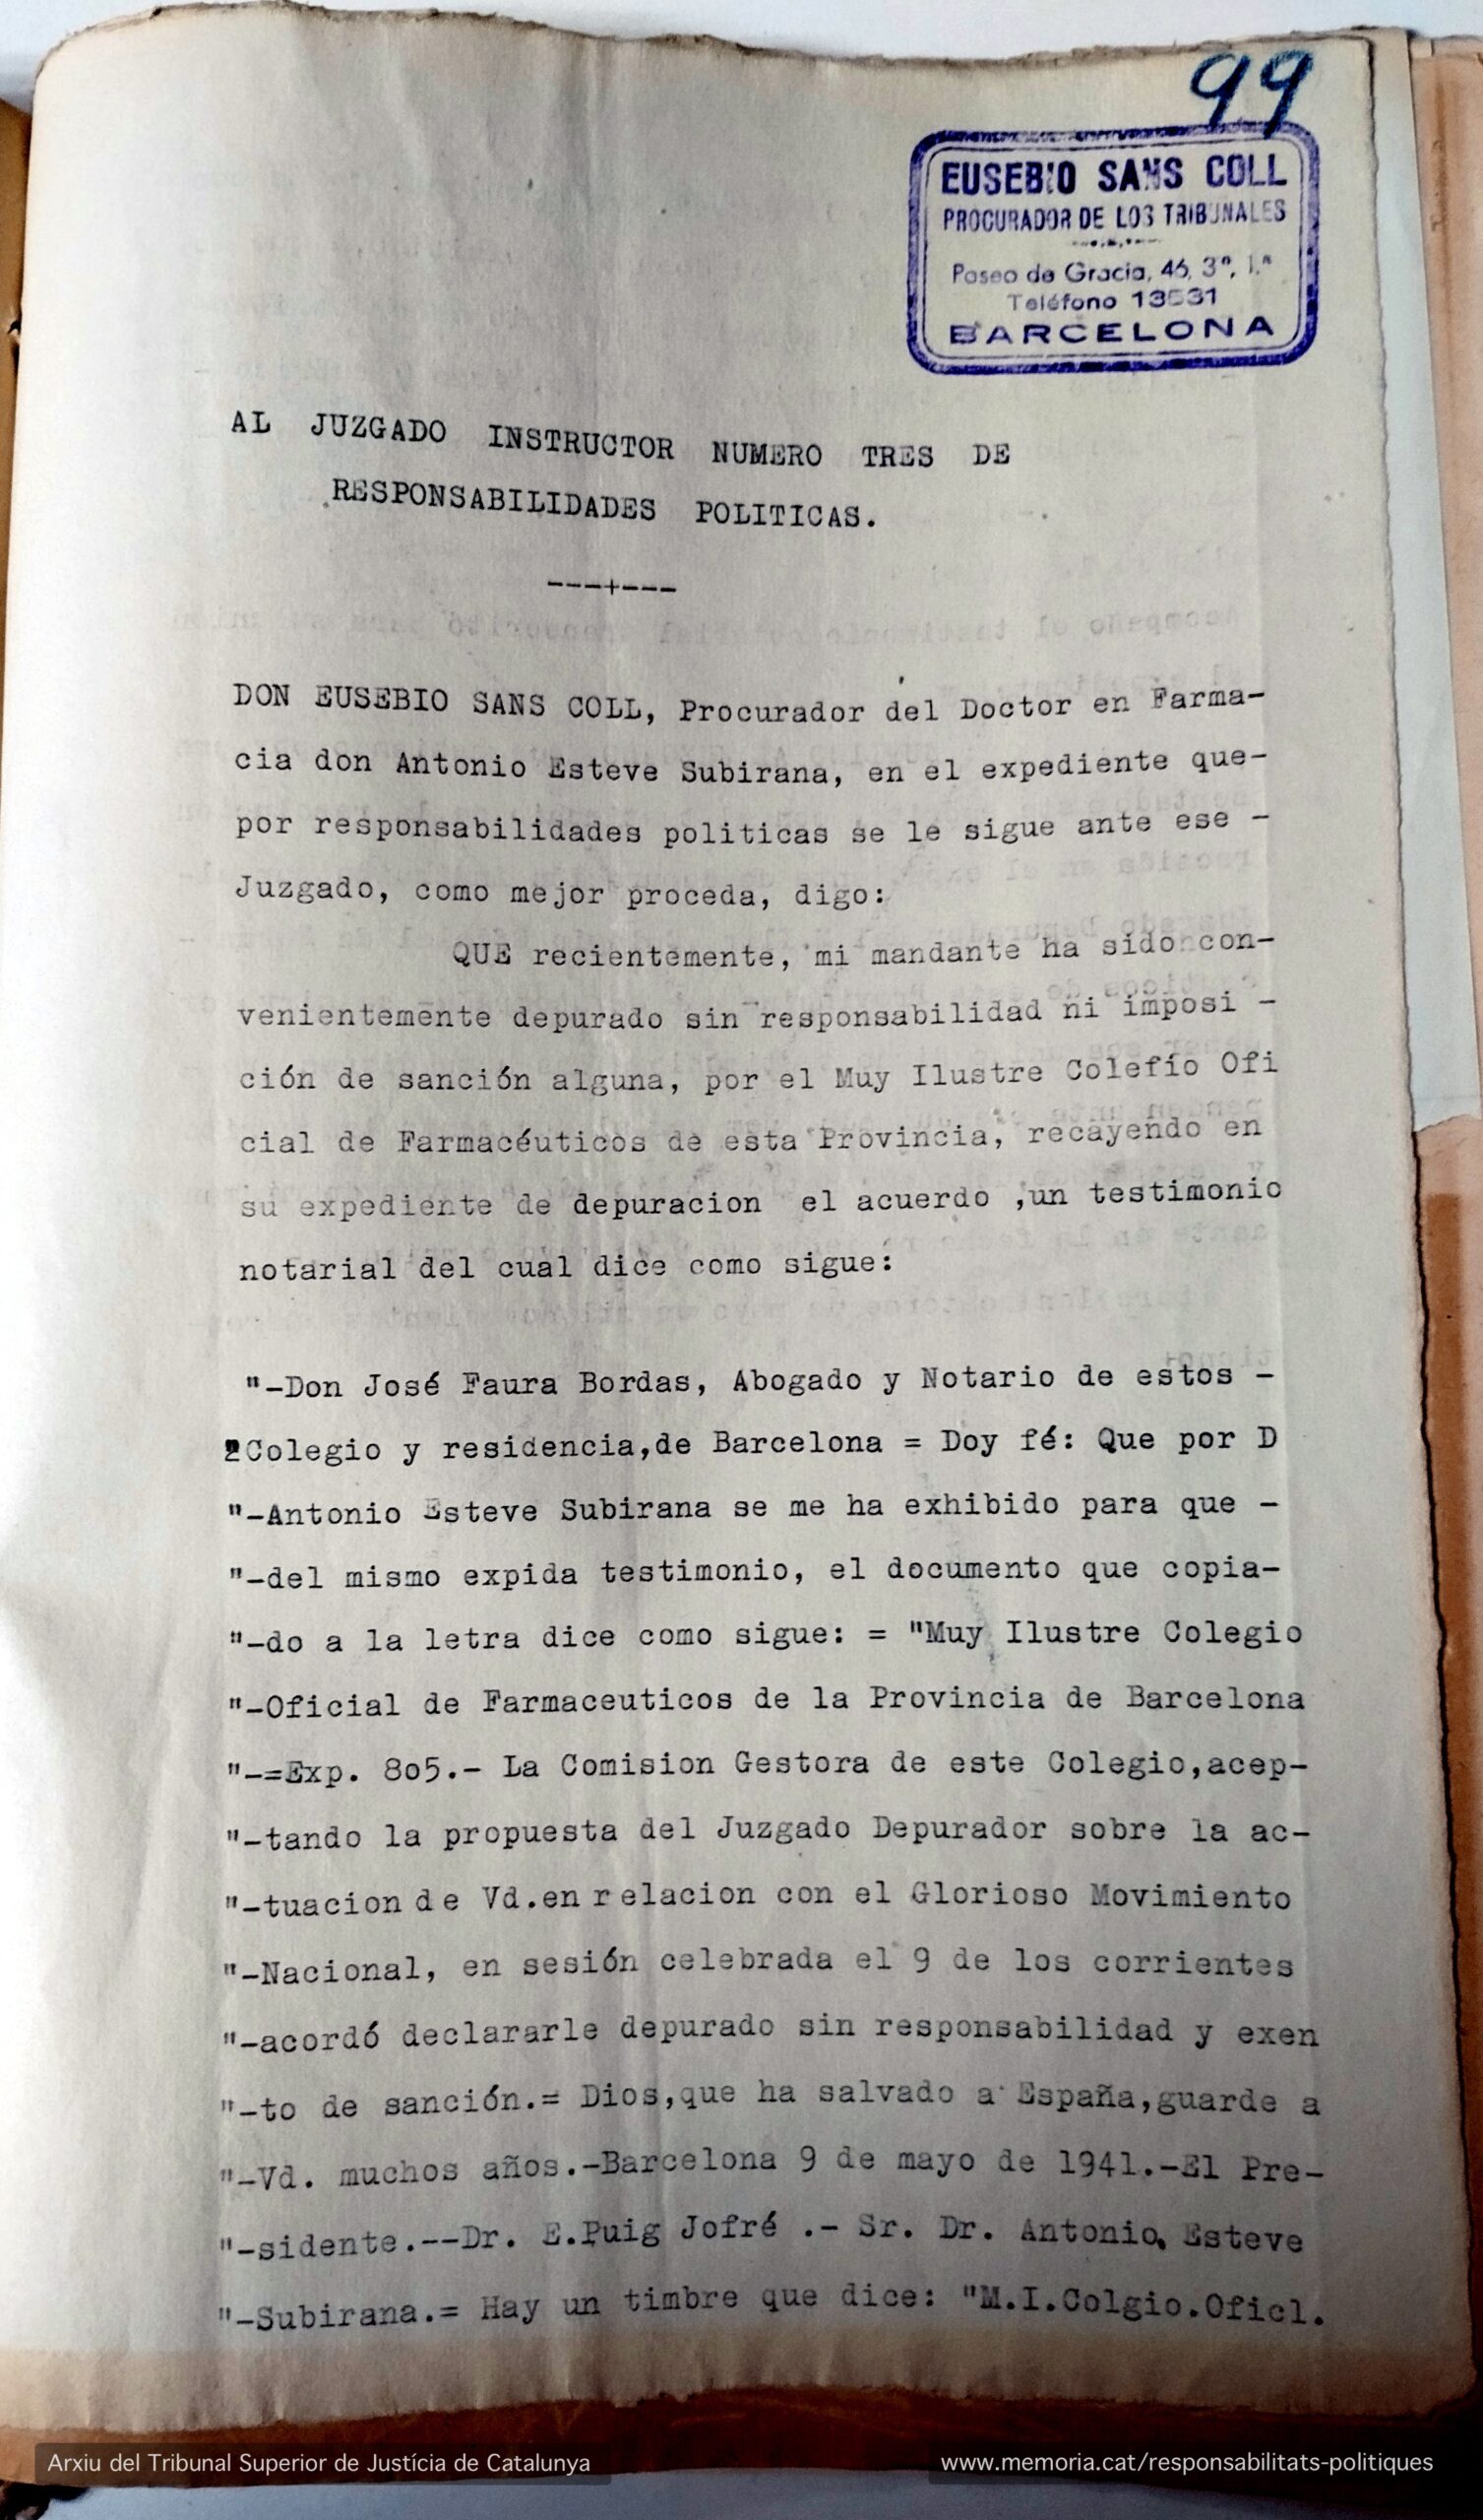 99
EUSEBIO SANS COLL
PROCURADOR DE LOS TRIBUNALES
Paseo de Gracia, 46, 3º, 1.ª
Teléfono 13531
BARCELONA
AL JUZGADO INSTRUCTOR NUMERO TRES DE
RESPONSABILIDADES POLITICAS.
---+---
DON EUSEBIO SANS COLL, Procurador del Doctor en Farma-
cia don Antonio Esteve Subirana, en el expediente que-
por responsabilidades politicas se le sigue ante ese -
Juzgado, como mejor proceda, digo:
QUE recientemente, mi mandante ha sido con-
venientemente depurado sin responsabilidad ni imposi -
ción de sanción alguna, por el Muy Ilustre Colefío Ofi
cial de Farmacéuticos de esta Provincia, recayendo en
su expediente de depuracion el acuerdo ,un testimonio
notarial del cual dice como sigue:
"-Don José Faura Bordas, Abogado y Notario de estos -
"Colegio y residencia,de Barcelona = Doy fé: Que por D
"-Antonio Esteve Subirana se me ha exhibido para que -
"-del mismo expida testimonio, el documento que copia-
"-do a la letra dice como sigue: = "Muy Ilustre Colegio
"-Oficial de Farmaceuticos de la Provincia de Barcelona
"-=Exp. 8o5.- La Comision Gestora de este Colegio,acep-
"-tando la propuesta del Juzgado Depurador sobre la ac-
"-tuacion de Vd.en relacion con el Glorioso Movimiento
"-Nacional, en sesión celebrada el 9 de los corrientes
"-acordó declararle depurado sin responsabilidad y exen
"-to de sanción.= Dios,que ha salvado a España,guarde a
"-Vd. muchos años.-Barcelona 9 de mayo de 1941.-El Pre-
"-sidente.--Dr. E.Puig Jofré .- Sr. Dr. Antonio. Esteve
"-Subirana.= Hay un timbre que dice: "M.I.Colgio.Oficl.
Arxiu del Tribunal Superior de Justícia de Catalunya
www.memoria.cat/responsabilitats-politiques